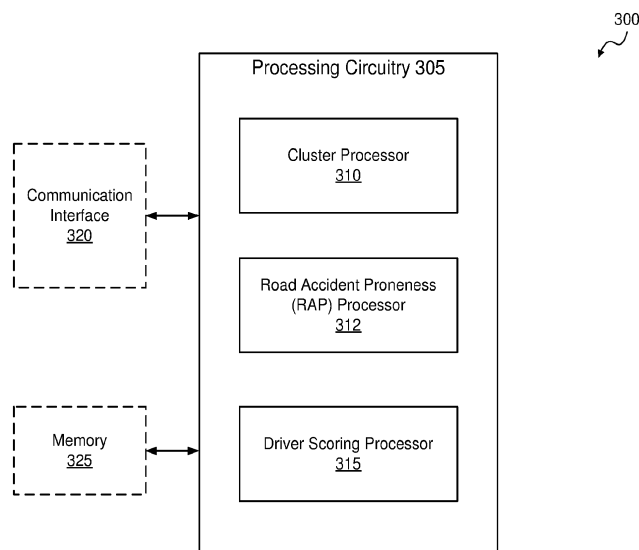 300
Processing Circuitry 305
Cluster Processor
310
Communication
Interface
320
Road Accident Proneness
(RAP) Processor
312
Memory
325
Driver Scoring Processor
315